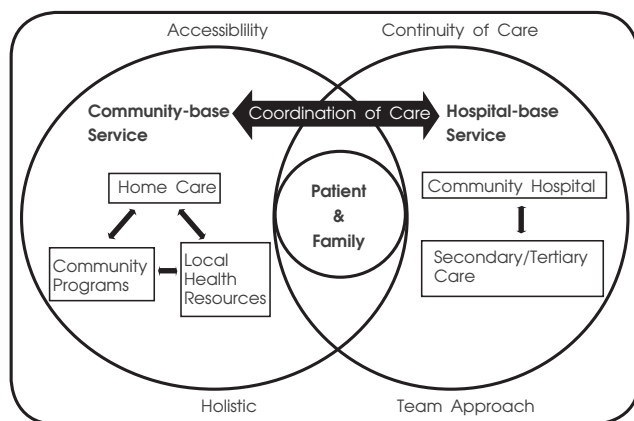 Accessiblility
Continuity of Care
Community-base
Service
Coordination of Care
Hospital-base
Service
Home Care
Community
Programs
Local
Health
Resources
Patient
&
Family
Community Hospital
Secondary/Tertiary
Care
Holistic
Team Approach